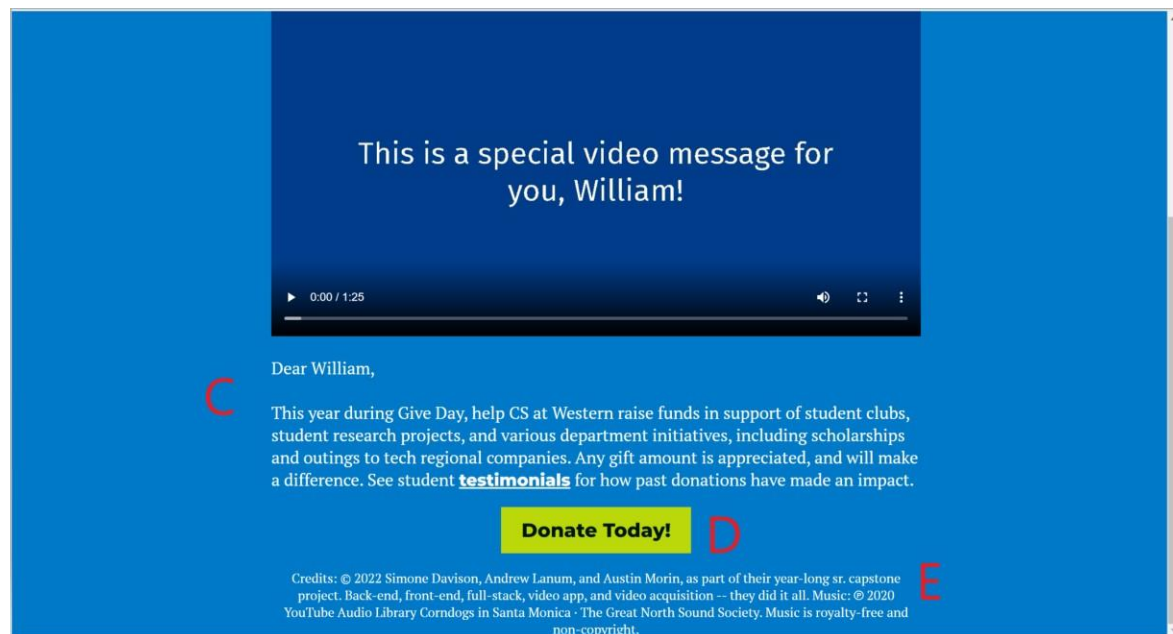 This is a special video message for
you, William!
0:00 / 1:25
Dear William,
C
This year during Give Day, help CS at Western raise funds in support of student clubs,
student research projects, and various department initiatives, including scholarships
and outings to tech regional companies. Any gift amount is appreciated, and will make
a difference. See student testimonials for how past donations have made an impact.
Donate Today!
D
E
Credits: © 2022 Simone Davison, Andrew Lanum, and Austin Morin, as part of their year-long sr. capstone
project. Back-end, front-end, full-stack, video app, and video acquisition -- they did it all. Music: ℗ 2020
YouTube Audio Library Corndogs in Santa Monica · The Great North Sound Society. Music is royalty-free and
non-copyright.